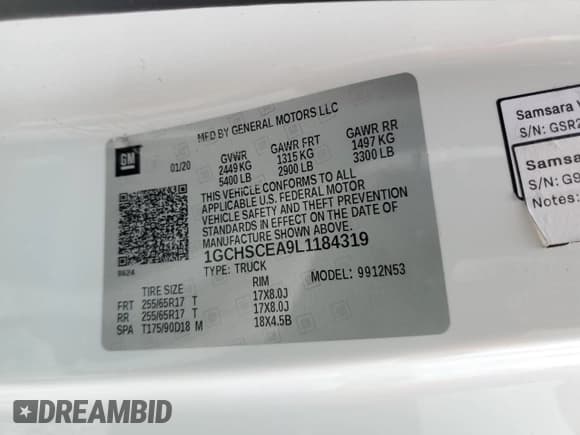 MFD BY GENERAL MOTORS LLC
GM
01/20
GVWR GAWR FRT GAWR RR
2449 KG 1315 KG 1497 KG
5400 LB 2900 LB 3300 LB
THIS VEHICLE CONFORMS TO ALL
APPLICABLE U.S. FEDERAL MOTOR
VEHICLE SAFETY AND THEFT PREVENTION
STANDARDS IN EFFECT ON THE DATE OF
MANUFACTURE SHOWN ABOVE.
1GCHSCEA9L1184319
8624
TYPE: TRUCK MODEL: 9912N53
TIRE SIZE RIM
FRT 255/65R17 T 17X8.0J
RR 255/65R17 T 17X8.0J
SPA T175/90D18 M 18X4.5B
Samsara
S/N: GSR
Samsa
S/N: G9
Notes:
DREAMBID